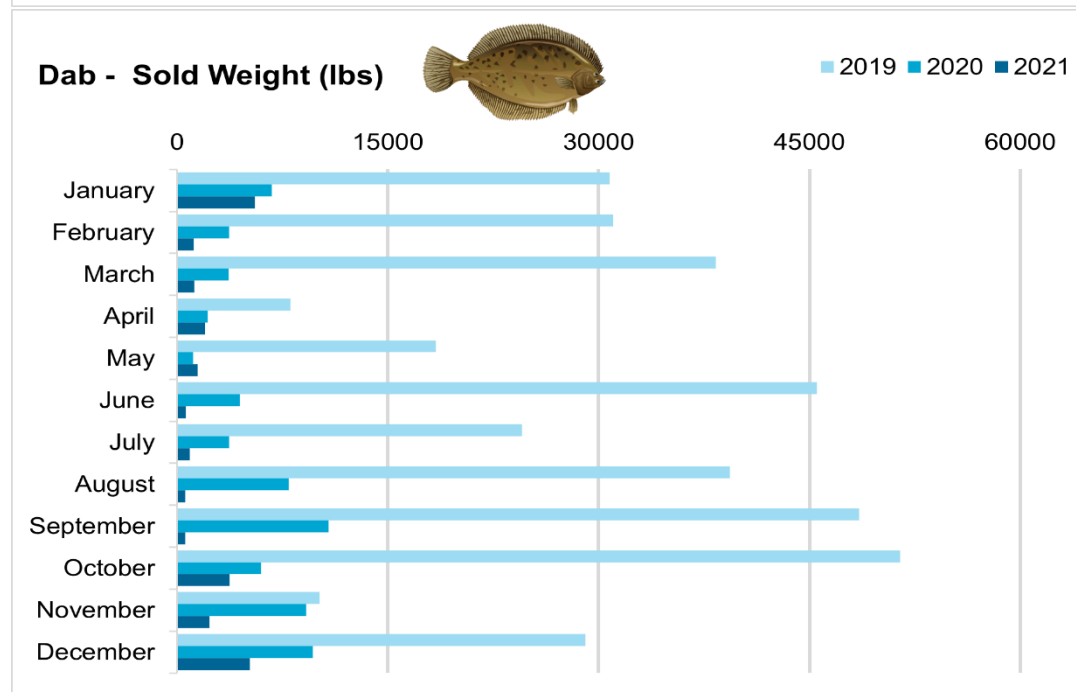 Dab -  Sold Weight (lbs)
2019 2020 2021
0 15000 30000 45000 60000
January
February
March
April
May
June
July
August
September
October
November
December